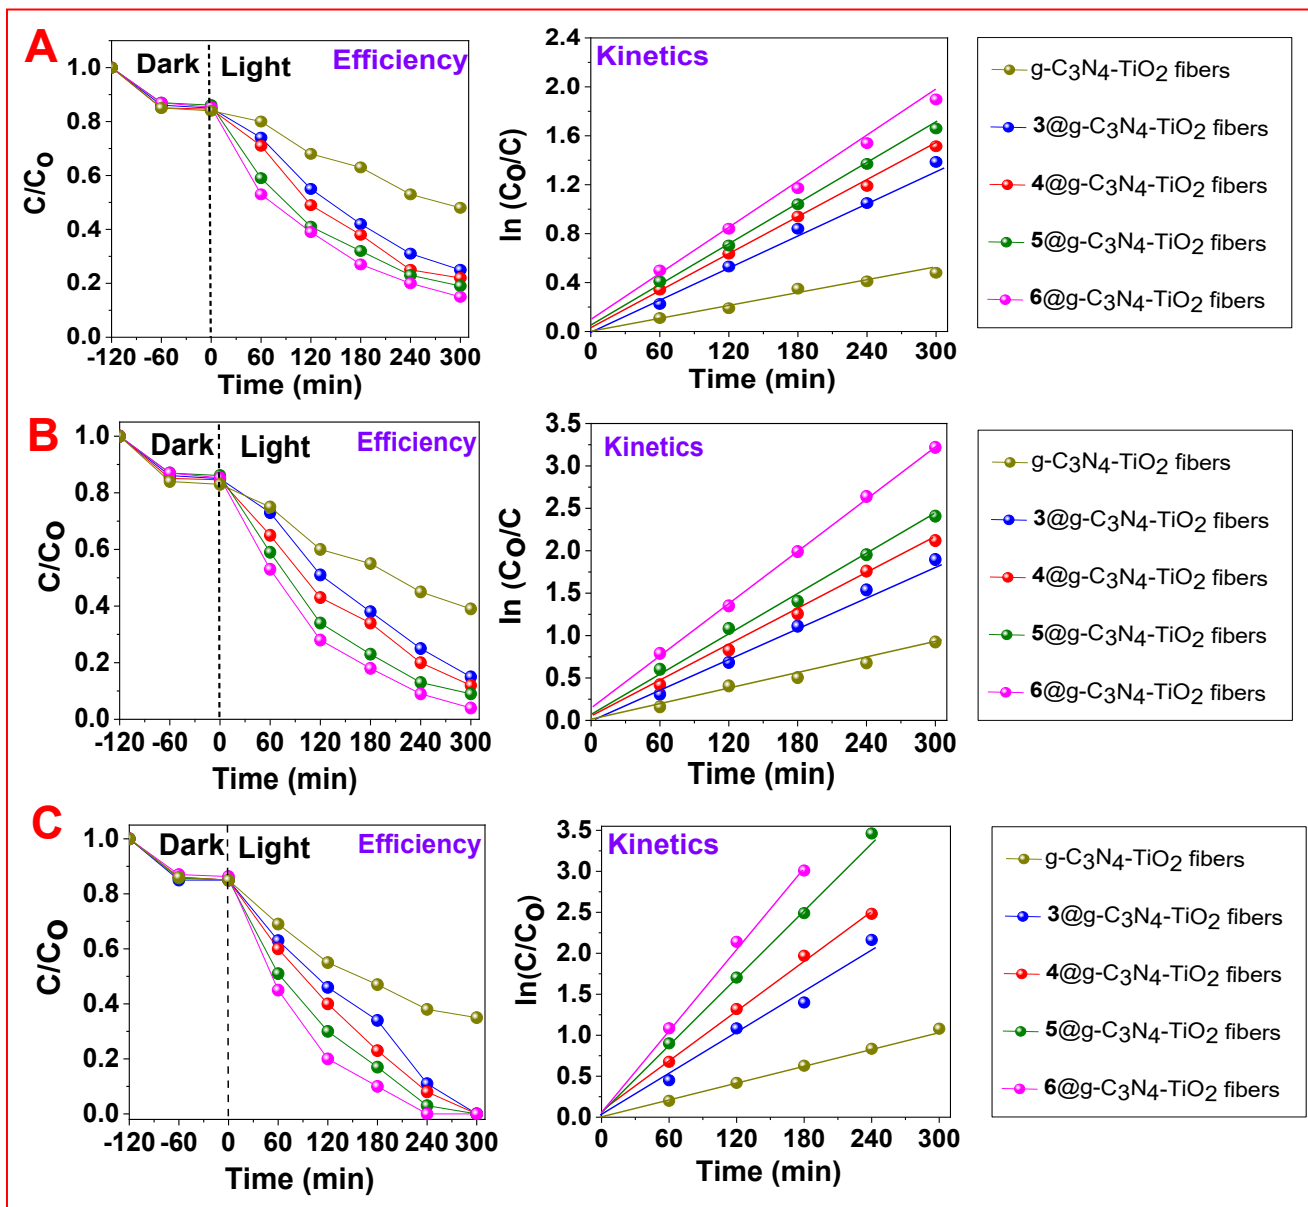 A
Dark
Light
Efficiency
C/C₀
1.0
0.8
0.6
0.4
0.2
0.0
-120 -60 0 60 120 180 240 300
Time (min)
Kinetics
ln (C₀/C)
2.4
2.0
1.6
1.2
0.8
0.4
0.0
0 60 120 180 240 300
Time (min)
g-C₃N₄-TiO₂ fibers
3@g-C₃N₄-TiO₂ fibers
4@g-C₃N₄-TiO₂ fibers
5@g-C₃N₄-TiO₂ fibers
6@g-C₃N₄-TiO₂ fibers
B
Dark
Light
Efficiency
C/C₀
1.0
0.8
0.6
0.4
0.2
0.0
-120 -60 0 60 120 180 240 300
Time (min)
Kinetics
ln (C₀/C
3.5
3.0
2.5
2.0
1.5
1.0
0.5
0.0
0 60 120 180 240 300
Time (min)
g-C₃N₄-TiO₂ fibers
3@g-C₃N₄-TiO₂ fibers
4@g-C₃N₄-TiO₂ fibers
5@g-C₃N₄-TiO₂ fibers
6@g-C₃N₄-TiO₂ fibers
C
Dark
Light
Efficiency
C/C₀
1.0
0.8
0.6
0.4
0.2
0.0
-120 -60 0 60 120 180 240 300
Time (min)
Kinetics
ln(C/C₀)
3.5
3.0
2.5
2.0
1.5
1.0
0.5
0.0
0 60 120 180 240 300
Time (min)
g-C₃N₄-TiO₂ fibers
3@g-C₃N₄-TiO₂ fibers
4@g-C₃N₄-TiO₂ fibers
5@g-C₃N₄-TiO₂ fibers
6@g-C₃N₄-TiO₂ fibers